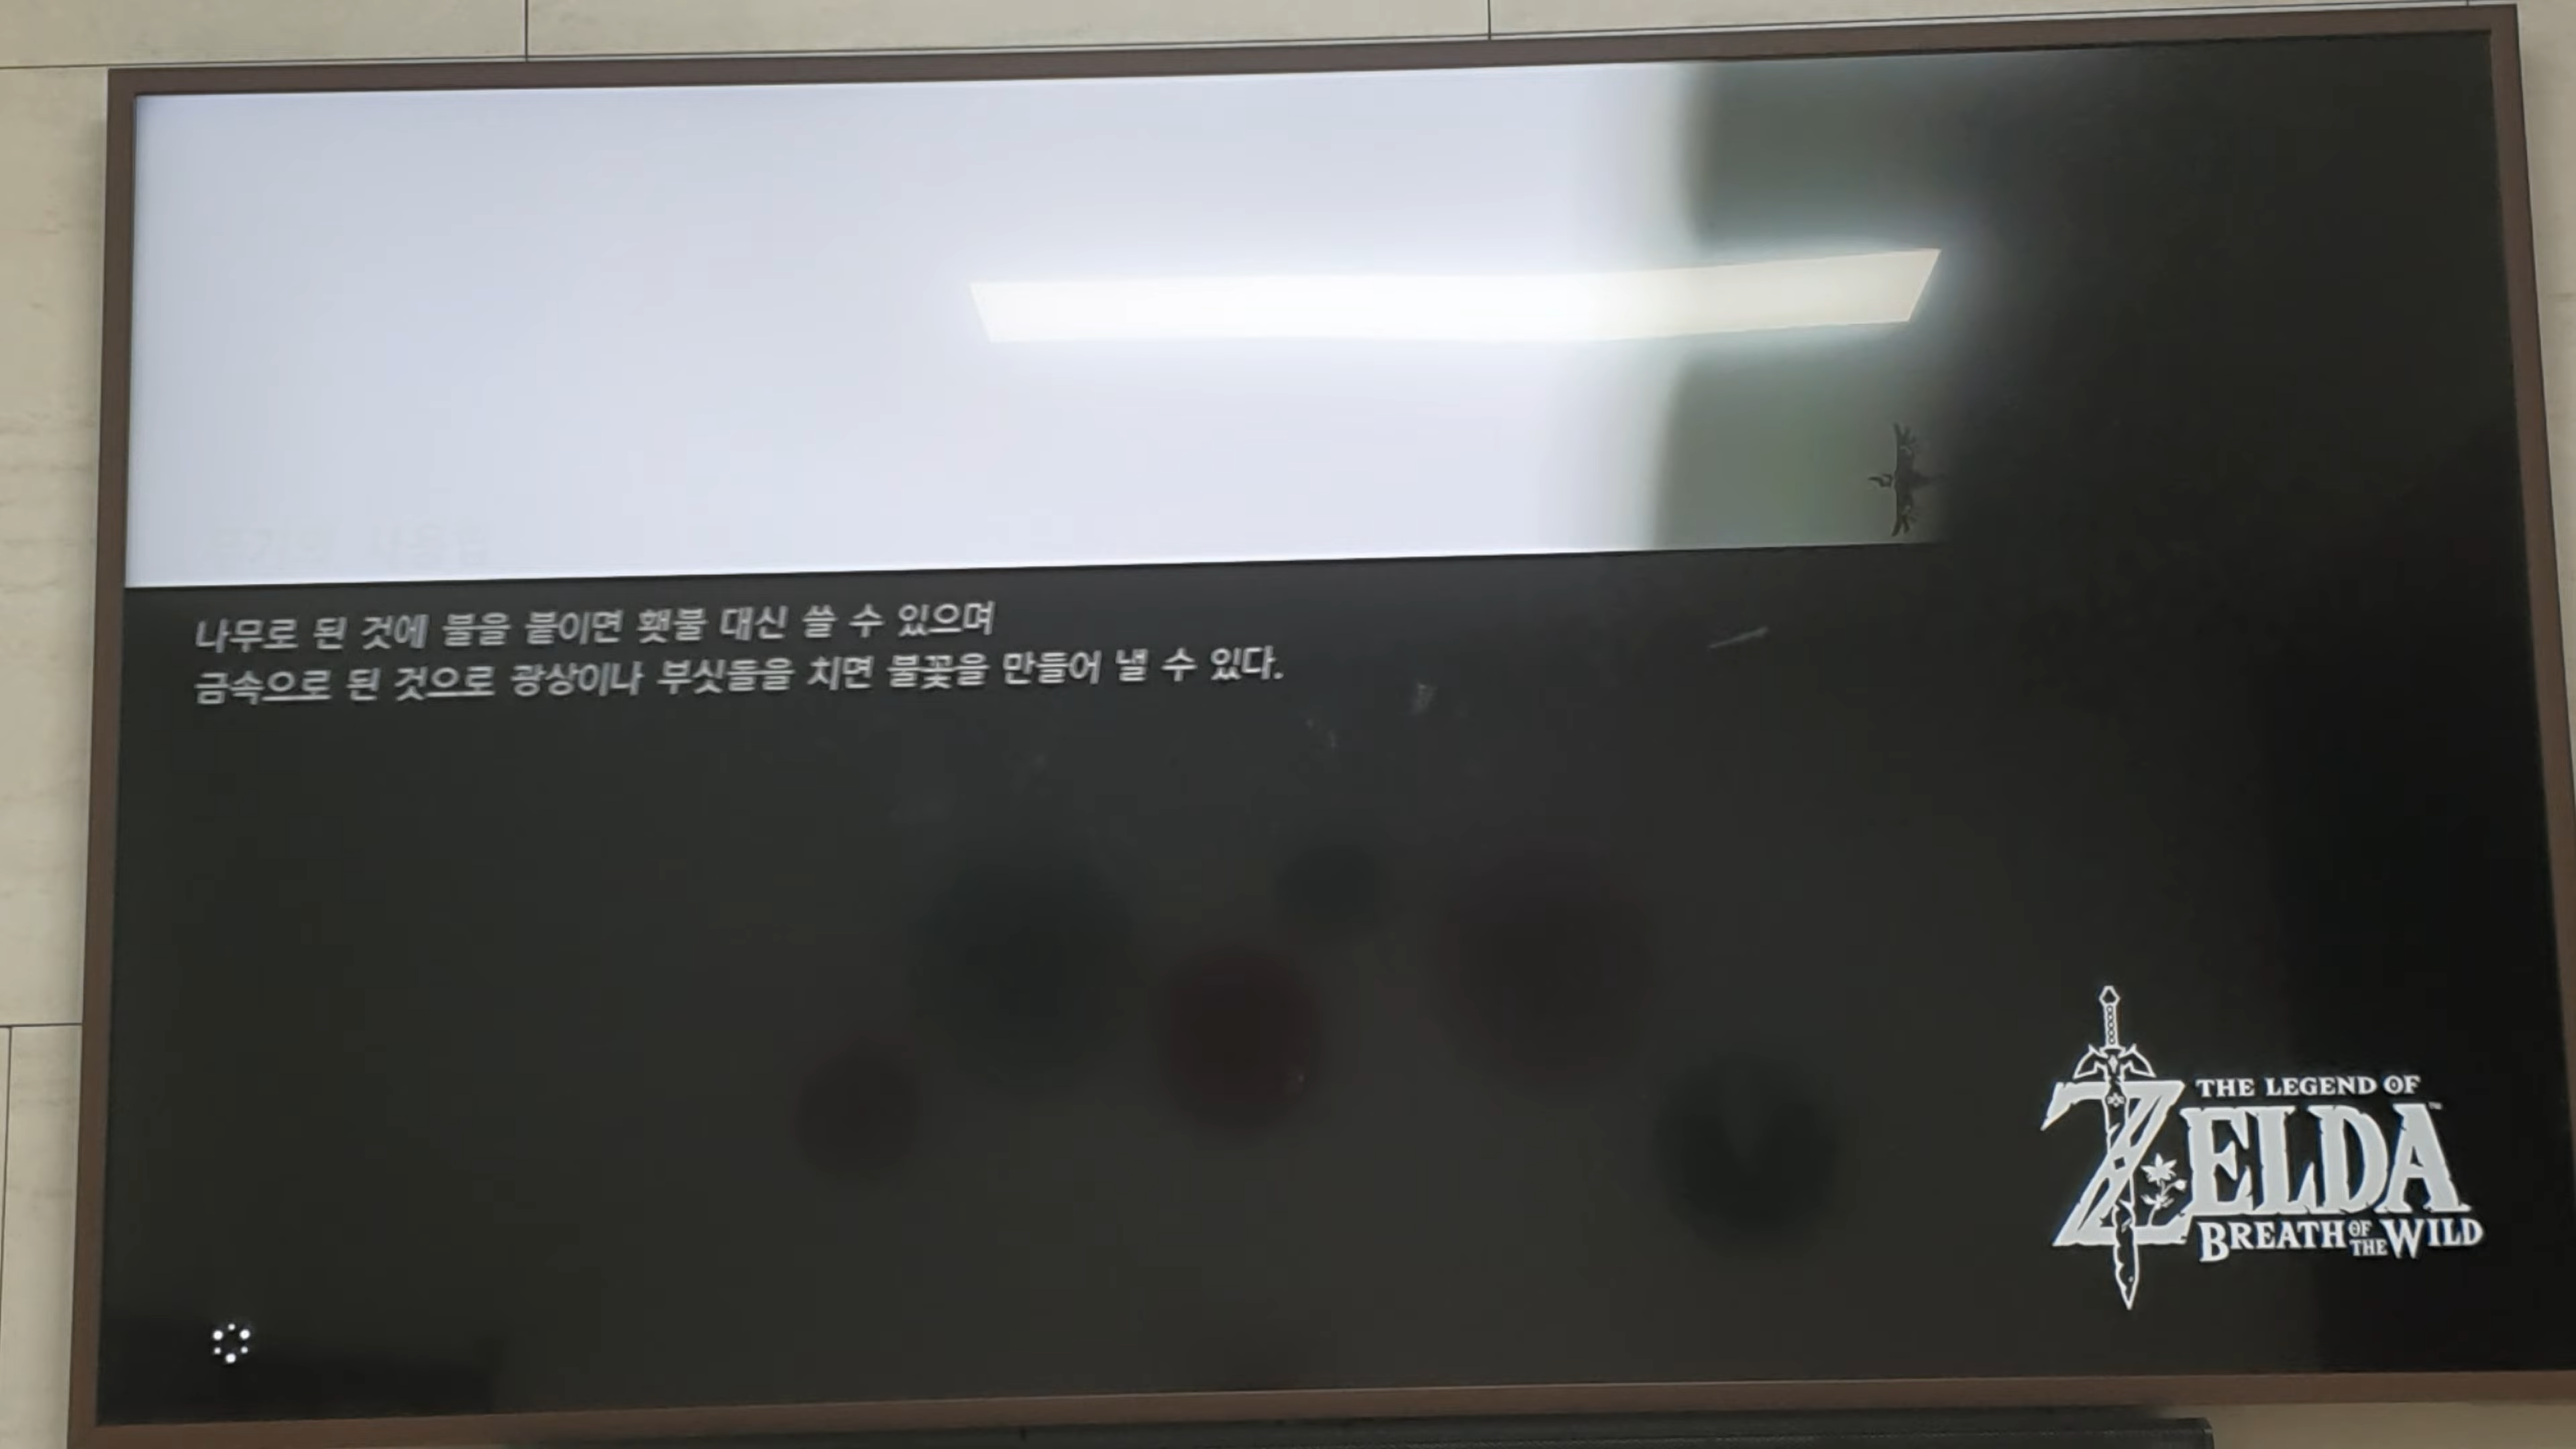 나무로 된 것에 불을 붙이면 횃불 대신 쓸 수 있으며
금속으로 된 것으로 광상이나 부싯돌을 치면 불꽃을 만들어 낼 수 있다.
THE LEGEND OF
ZELDA
BREATH OF THE WILD